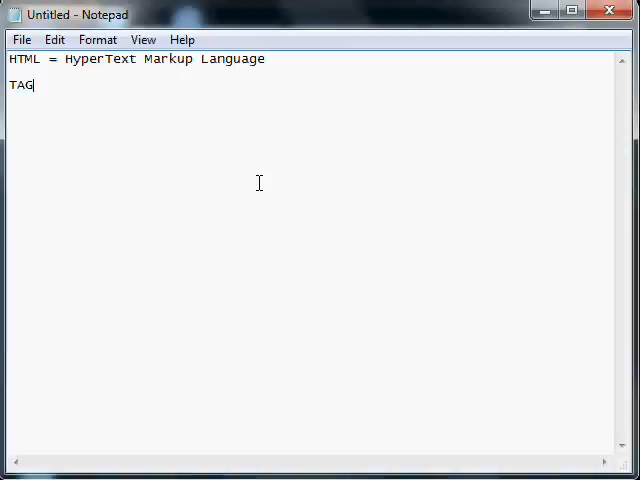 Untitled - Notepad
File Edit Format View Help
HTML = HyperText Markup Language
TAG